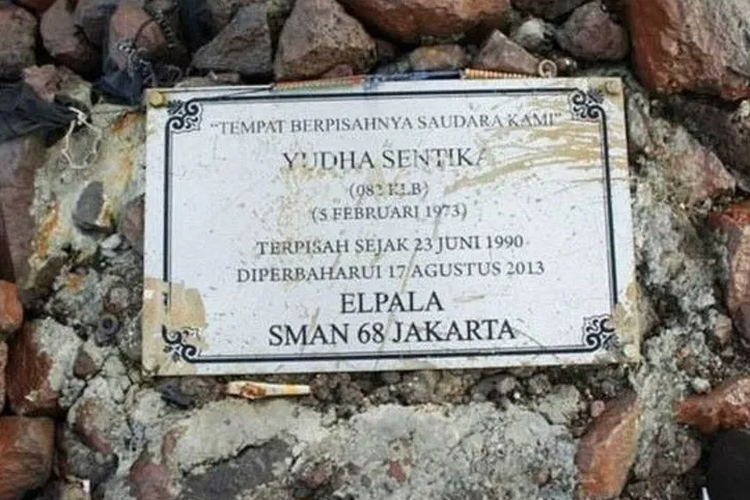 "TEMPAT BERPISAHNYA SAUDARA KAMI"
YUDHA SENTIKA
(082 KLB)
(5 FEBRUARI 1973)
TERPISAH SEJAK 23 JUNI 1990
DIPERBAHARUI 17 AGUSTUS 2013
ELPALA
SMAN 68 JAKARTA